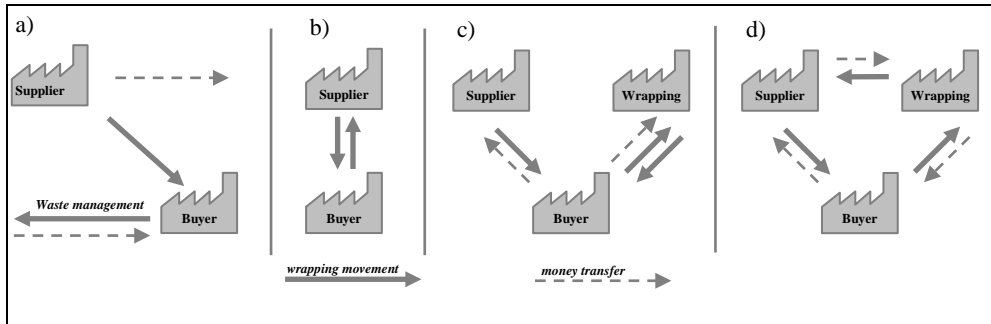 a)
b)
c)
d)
Supplier
Supplier
Supplier
Wrapping
Supplier
Wrapping
Waste management
Buyer
Buyer
Buyer
Buyer
wrapping movement
money transfer